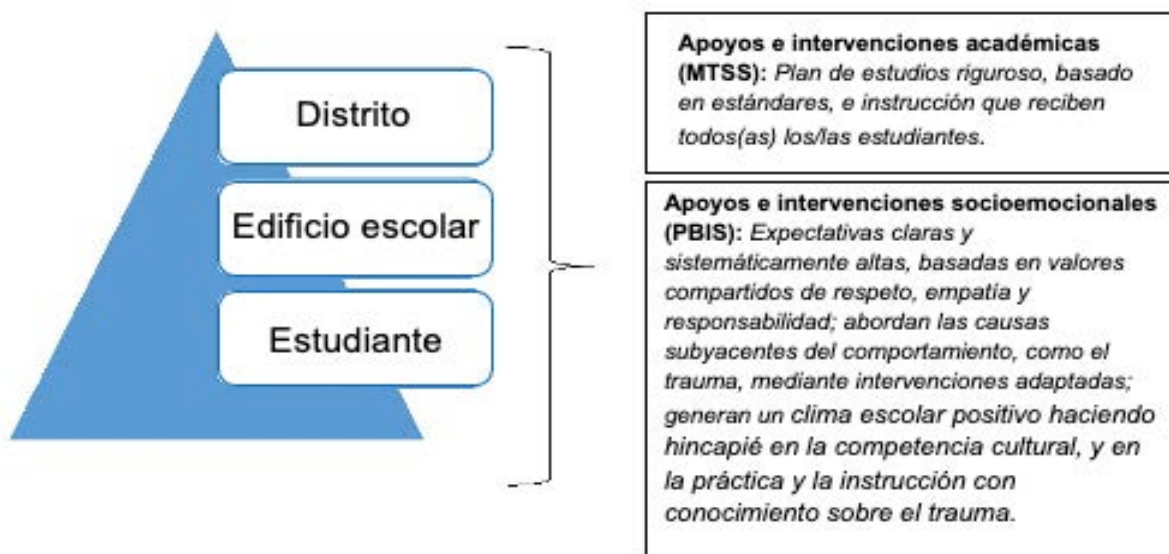 Distrito
Edificio escolar
Estudiante
Apoyos e intervenciones académicas
(MTSS): Plan de estudios riguroso, basado
en estándares, e instrucción que reciben
todos(as) los/las estudiantes.
Apoyos e intervenciones socioemocionales
(PBIS): Expectativas claras y
sistemáticamente altas, basadas en valores
compartidos de respeto, empatía y
responsabilidad; abordan las causas
subyacentes del comportamiento, como el
trauma, mediante intervenciones adaptadas;
generan un clima escolar positivo haciendo
hincapié en la competencia cultural, y en
la práctica y la instrucción con
conocimiento sobre el trauma.